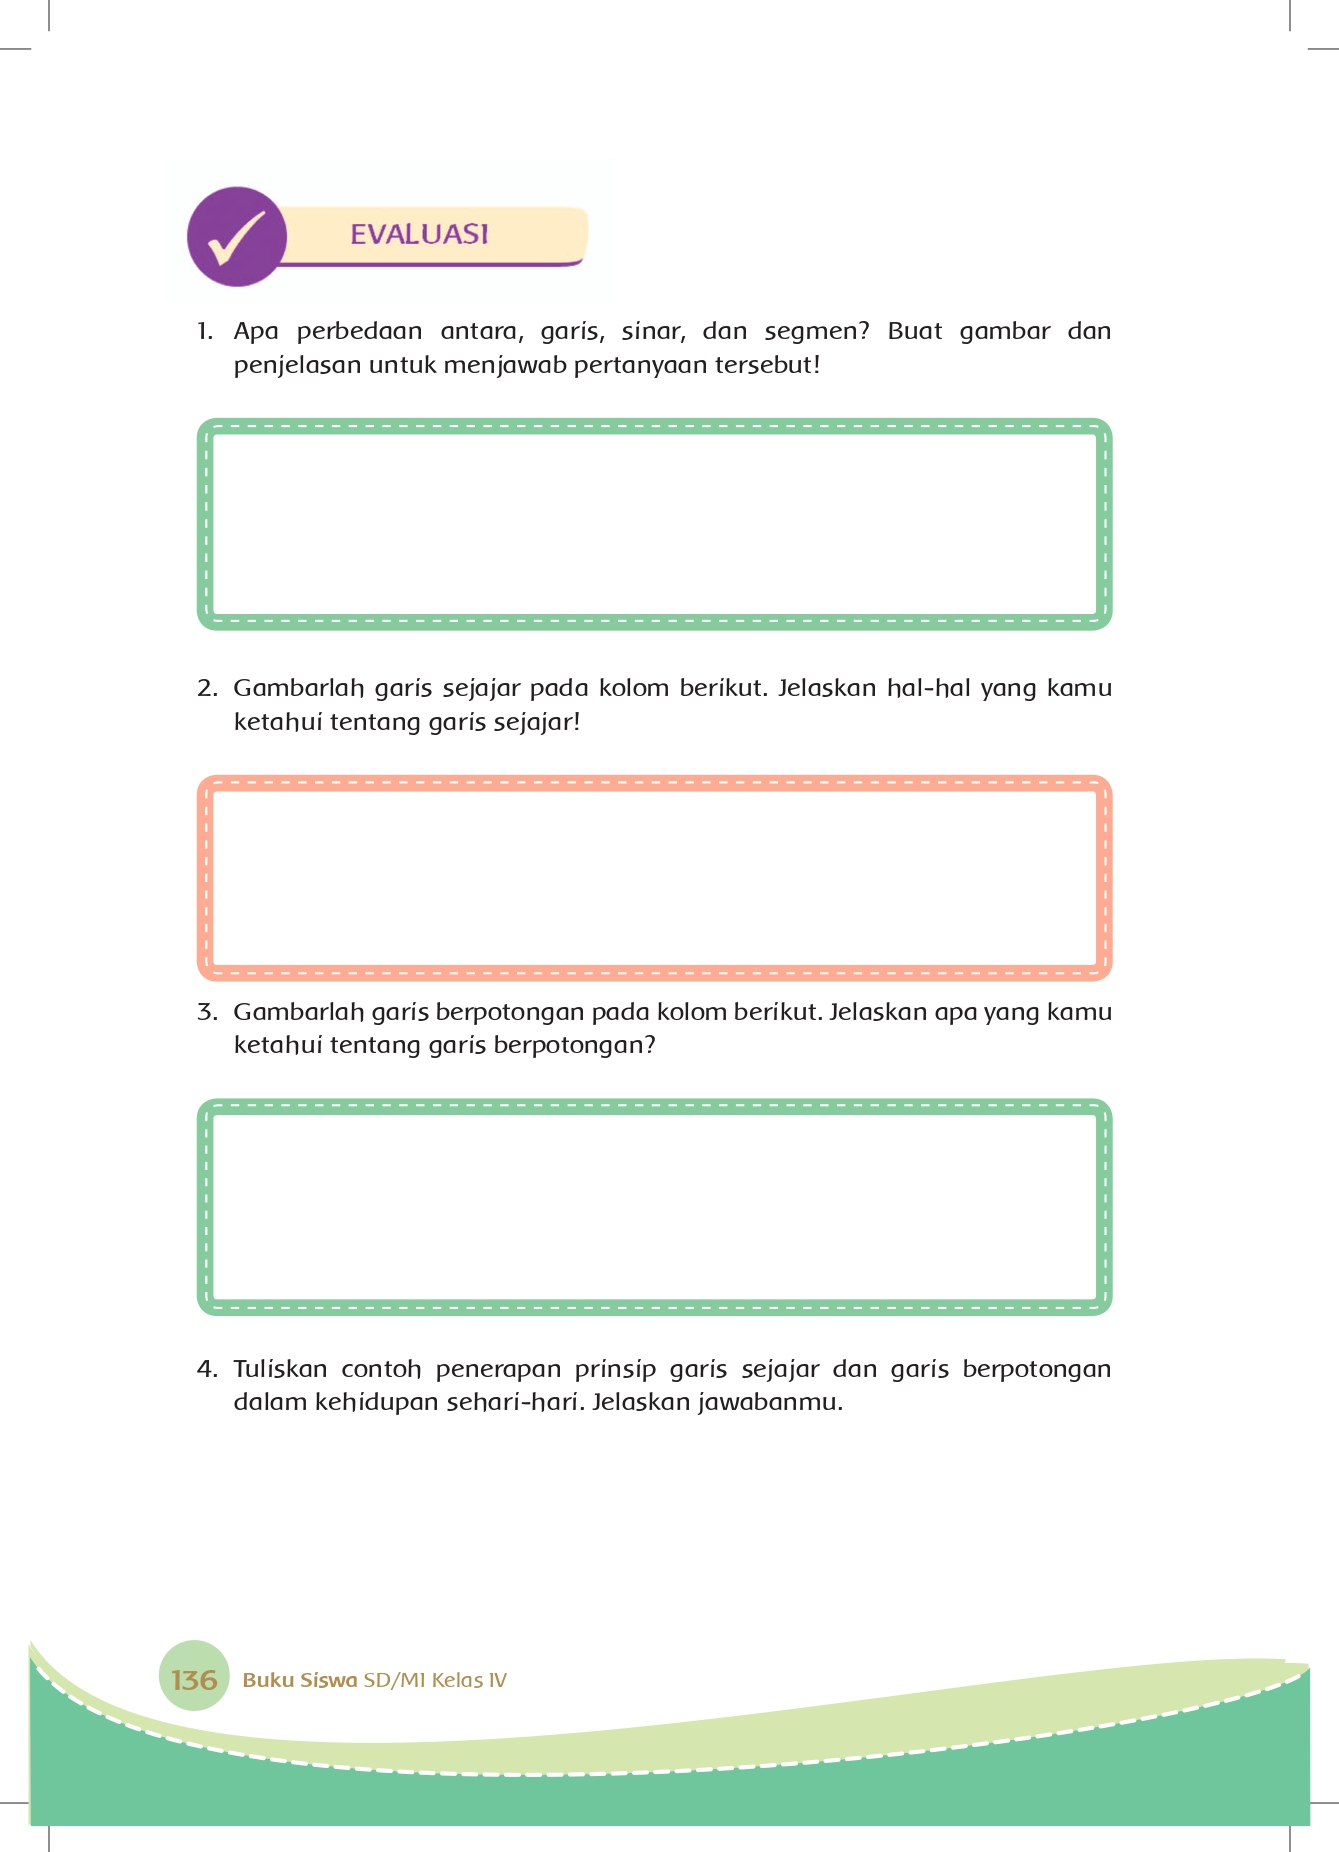 EVALUASI
1. Apa perbedaan antara, garis, sinar, dan segmen? Buat gambar dan
penjelasan untuk menjawab pertanyaan tersebut!
2. Gambarlah garis sejajar pada kolom berikut. Jelaskan hal-hal yang kamu
ketahui tentang garis sejajar!
3. Gambarlah garis berpotongan pada kolom berikut. Jelaskan apa yang kamu
ketahui tentang garis berpotongan?
4. Tuliskan contoh penerapan prinsip garis sejajar dan garis berpotongan
dalam kehidupan sehari-hari. Jelaskan jawabanmu.
136 Buku Siswa SD/MI Kelas IV